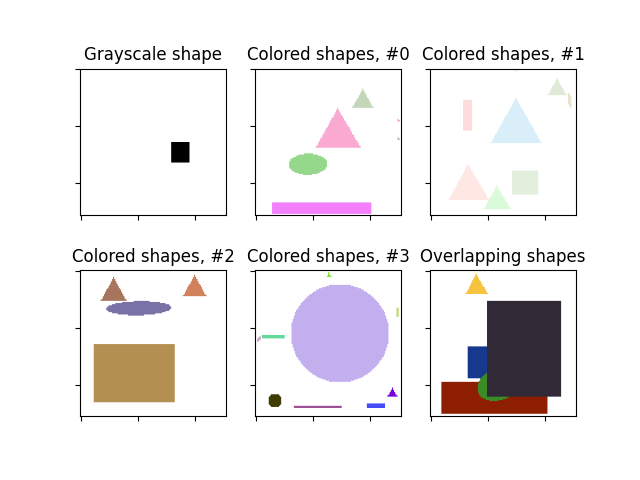 Grayscale shape
Colored shapes, #0
Colored shapes, #1
Colored shapes, #2
Colored shapes, #3
Overlapping shapes